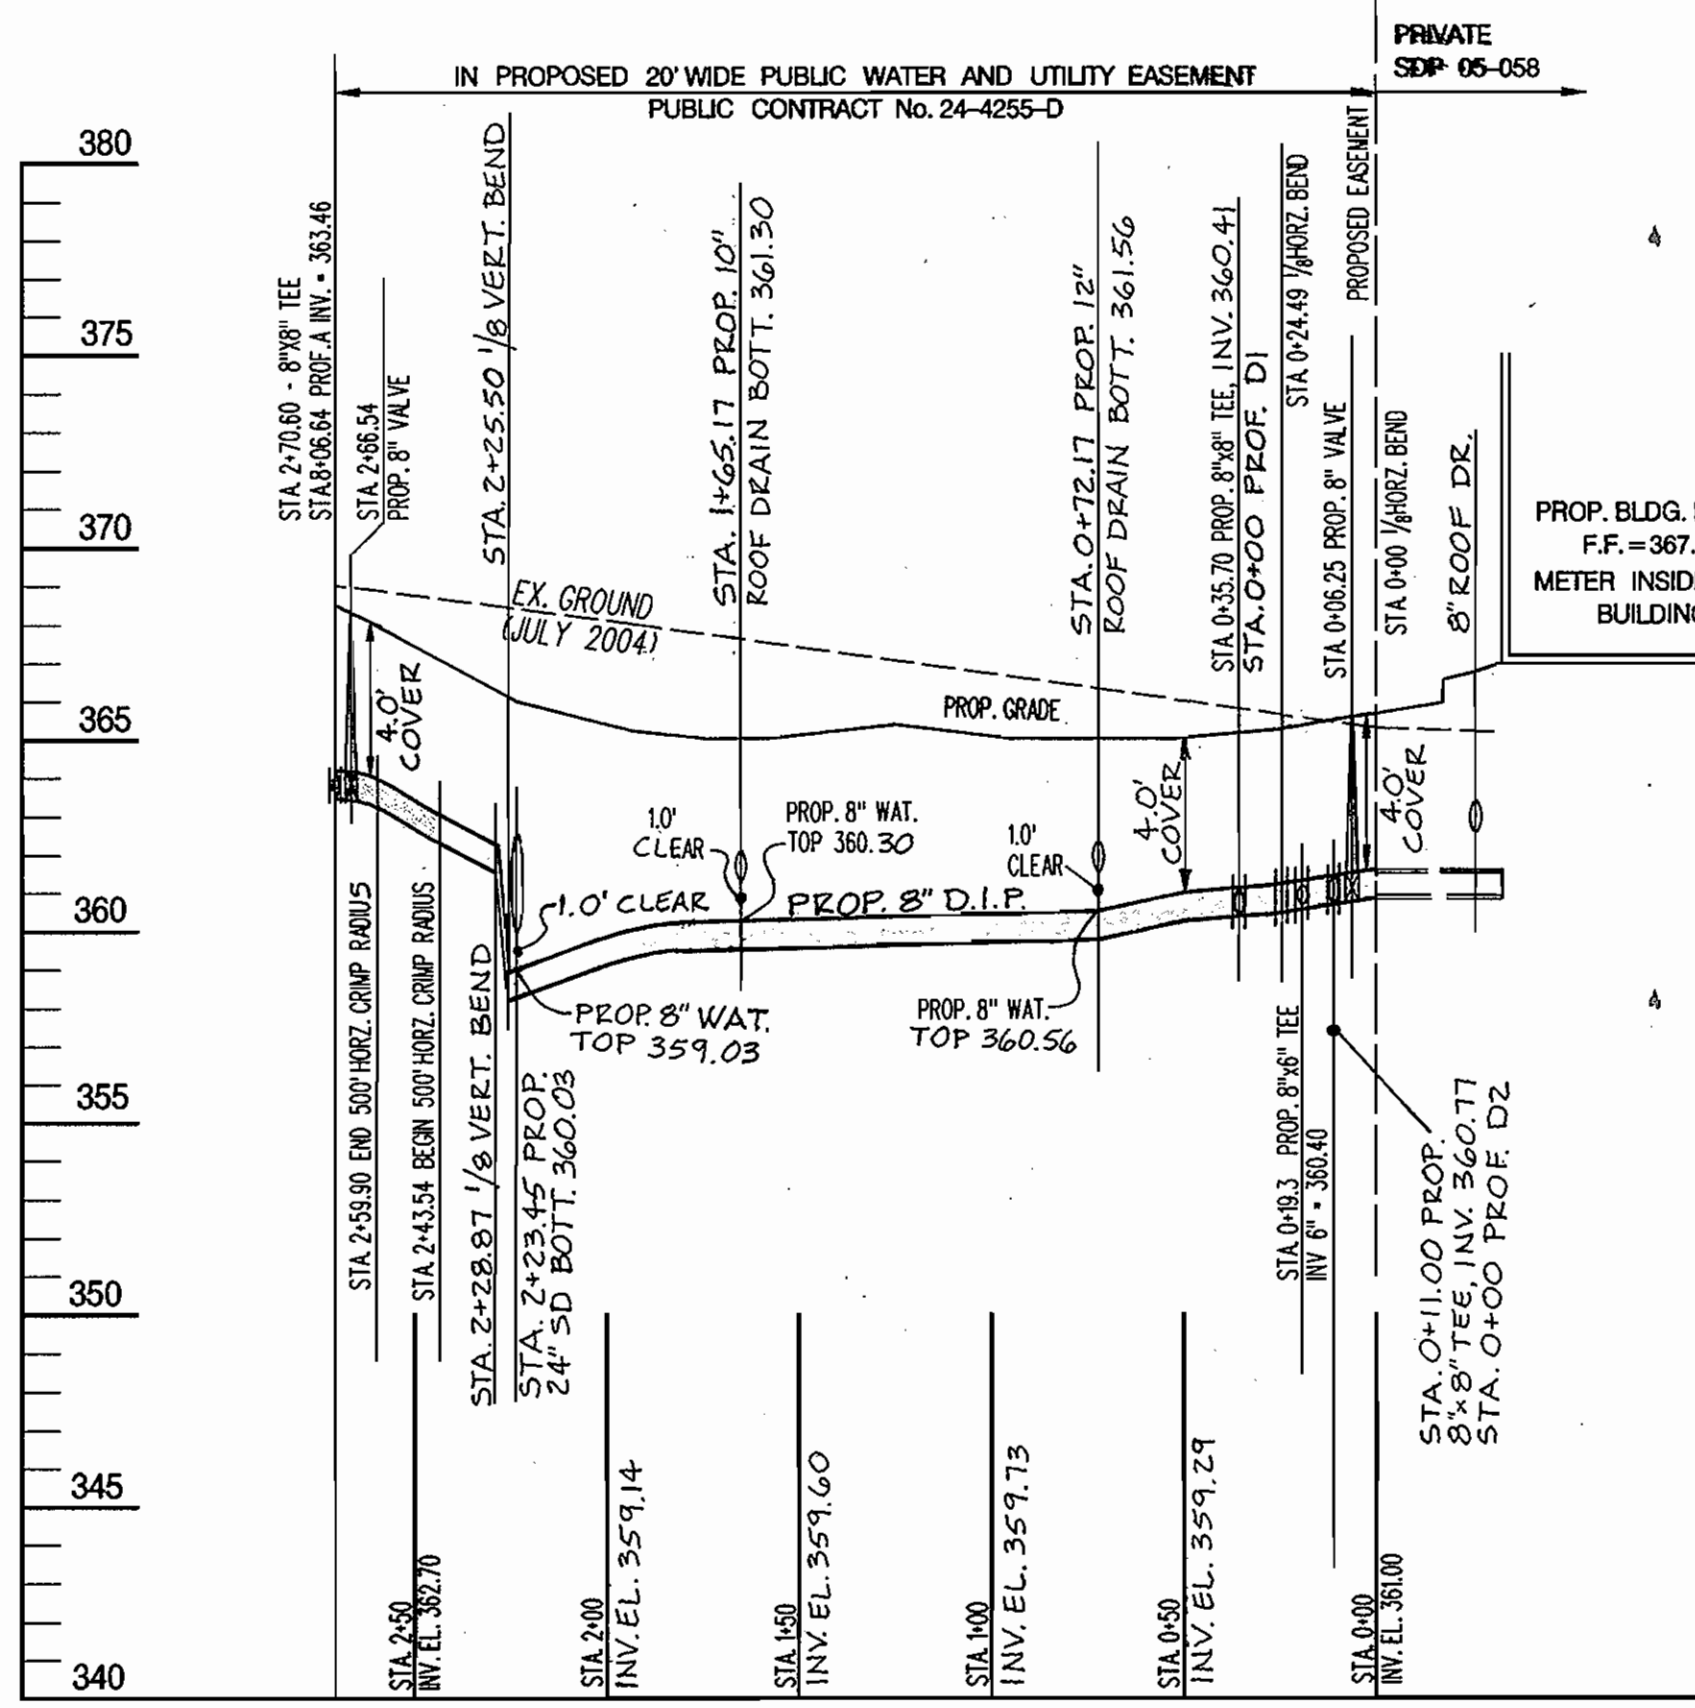 PRIVATE
SDP 05-058
IN PROPOSED 20' WIDE PUBLIC WATER AND UTILITY EASEMENT
PUBLIC CONTRACT No. 24-4255-D
380
375
370
365
360
355
350
345
340
STA. 2+70.60 - 8"X8" TEE
STA.8+06.64 PROF.A INV. = 363.46
STA. 2+66.54
PROP. 8" VALVE
STA. 2+25.50 1/8 VERT. BEND
STA. 1+65.17 PROP. 10"
ROOF DRAIN BOTT. 361.30
STA. 0+72.17 PROP. 12"
ROOF DRAIN BOTT. 361.56
STA. 0+35.70 PROP. 8"x8" TEE, INV. 360.41
STA. 0+00 PROF. D1
STA. 0+24.49 1/8 HORZ. BEND
STA. 0+06.25 PROP. 8" VALVE
PROPOSED EASEMENT
STA. 0+00 1/8 HORZ. BEND
8" ROOF DR.
PROP. BLDG.
F.F. = 367.
METER INSID
BUILDING
EX. GROUND
(JULY 2004)
PROP. GRADE
4.0'
COVER
4.0'
COVER
4.0'
COVER
1.0'
CLEAR
PROP. 8" WAT.
TOP 360.30
1.0'
CLEAR
1.0' CLEAR
PROP. 8" D.I.P.
PROP. 8" WAT.
TOP 359.03
PROP. 8" WAT.
TOP 360.56
STA. 2+59.90 END 500' HORZ. CRIMP RADIUS
STA. 2+43.54 BEGIN 500' HORZ. CRIMP RADIUS
STA. 2+28.87 1/8 VERT. BEND
STA. 2+23.45 PROP.
24" SD BOTT. 360.03
STA. 0+19.3 PROP. 8"x6" TEE
INV 6" = 360.40
STA. 0+11.00 PROP.
8"x8" TEE, INV. 360.77
STA. 0+00 PROF. D2
STA. 2+50
INV. EL. 362.70
STA. 2+00
INV. EL. 359.14
STA. 1+50
INV. EL. 359.60
STA. 1+00
INV. EL. 359.73
STA. 0+50
INV. EL. 359.29
STA. 0+00
INV. EL. 361.00